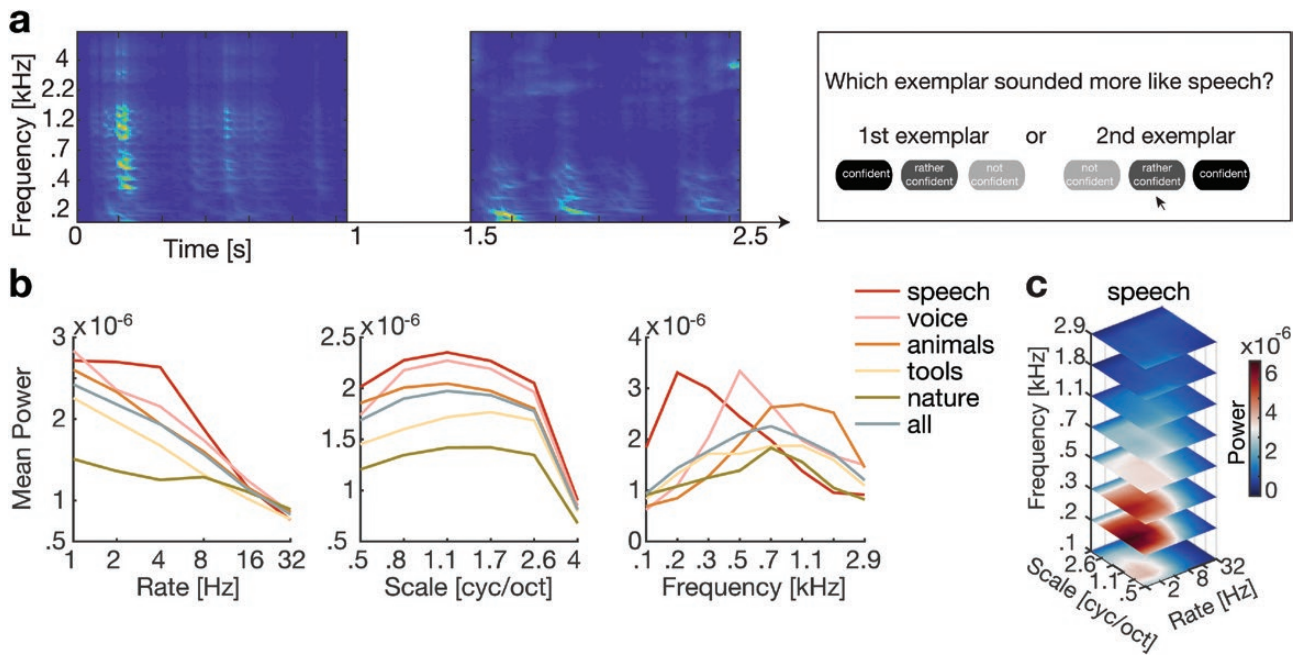 a
Frequency [kHz]
4
2.2
1.2
.7
.4
.2
0
Time [s]
1
1.5
2.5
Which exemplar sounded more like speech?
1st exemplar or 2nd exemplar
confident
rather confident
not confident
not confident
rather confident
confident
b
Mean Power
x10-6
3
2
1
.5
1 2 4 8 16 32
Rate [Hz]
x10-6
2.5
2
1.5
1
.5
.5 .8 1.1 1.7 2.6 4
Scale [cyc/oct]
x10-6
4
3
2
1
0
.1 .2 .3 .5 .7 1.1 2.9
Frequency [kHz]
speech
voice
animals
tools
nature
all
c
speech
Frequency [kHz]
2.9
1.8
1.1
.7
.5
.3
.2
.1
2.6
1.1
.5
Scale [cyc/oct]
2
8
32
Rate [Hz]
x10-6
6
4
2
0
Power